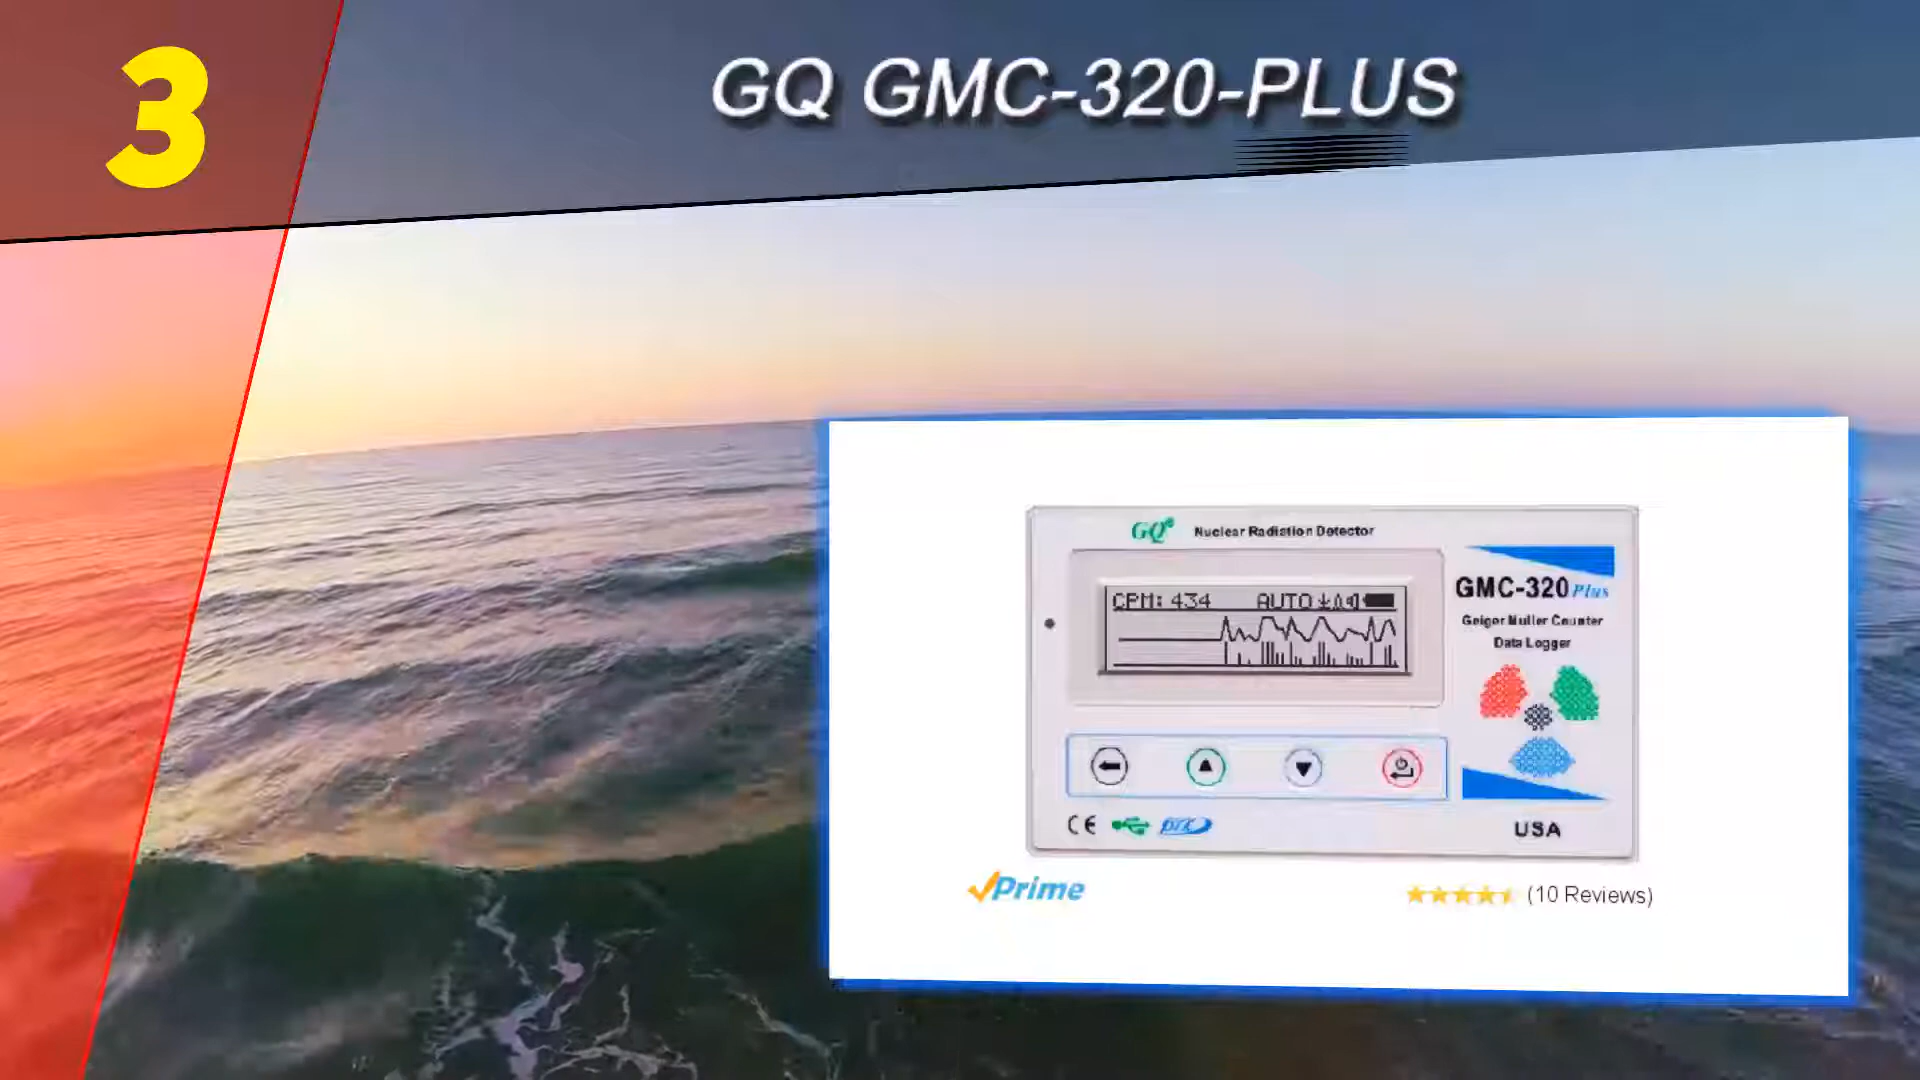 3
GQ GMC-320-PLUS
GQ Nuclear Radiation Detector
CPM: 434 AUTO
GMC-320 Plus
Geiger Muller Counter
Data Logger
CE
USA
Prime
(10 Reviews)